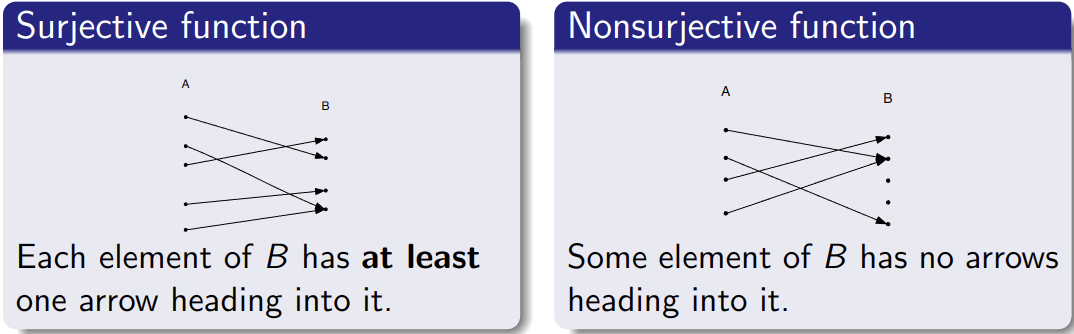 Surjective function
A
B
Each element of B has at least
one arrow heading into it.
Nonsurjective function
A
B
Some element of B has no arrows
heading into it.